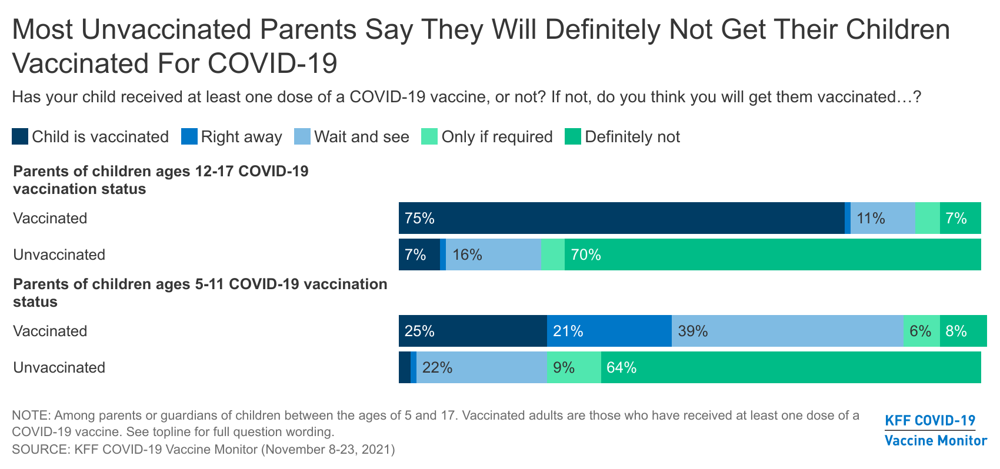 Most Unvaccinated Parents Say They Will Definitely Not Get Their Children
Vaccinated For COVID-19
Has your child received at least one dose of a COVID-19 vaccine, or not? If not, do you think you will get them vaccinated…?
Child is vaccinated Right away Wait and see Only if required Definitely not
Parents of children ages 12-17 COVID-19
vaccination status
Vaccinated 75% 11% 7%
Unvaccinated 7% 16% 70%
Parents of children ages 5-11 COVID-19 vaccination
status
Vaccinated 25% 21% 39% 6% 8%
Unvaccinated 22% 9% 64%
NOTE: Among parents or guardians of children between the ages of 5 and 17. Vaccinated adults are those who have received at least one dose of a
COVID-19 vaccine. See topline for full question wording.
SOURCE: KFF COVID-19 Vaccine Monitor (November 8-23, 2021)
KFF COVID-19
Vaccine Monitor